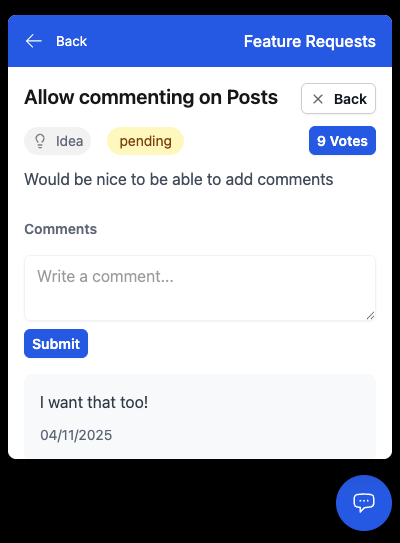 Back
Feature Requests
Allow commenting on Posts
Back
Idea
pending
9 Votes
Would be nice to be able to add comments
Comments
Write a comment...
Submit
I want that too!
04/11/2025